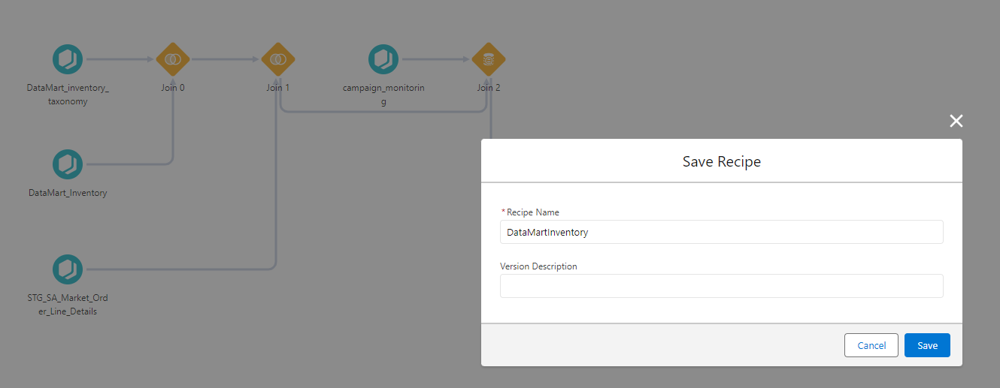 DataMart_inventory_
taxonomy
Join 0
Join 1
campaign_monitorin
g
Join 2
DataMart_Inventory
STG_SA_Market_Ord
er_Line_Details
Save Recipe
* Recipe Name
DataMartInventory
Version Description
Cancel
Save